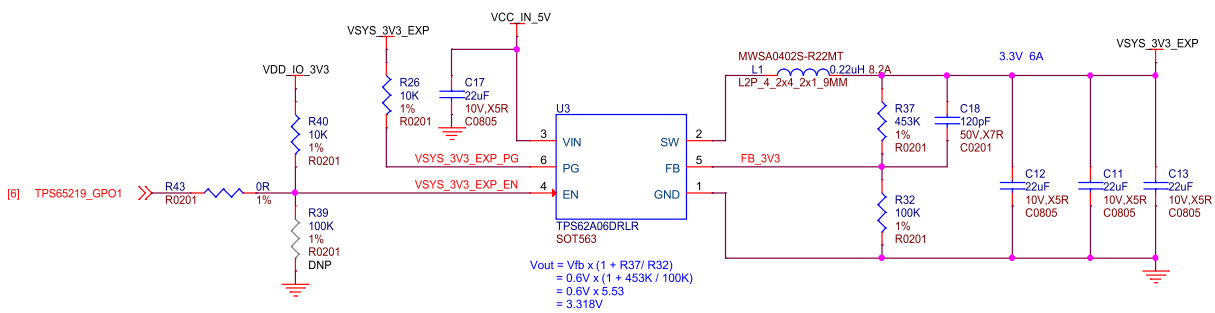 VCC_IN_5V
VSYS_3V3_EXP
VDD_IO_3V3
R26
10K
1%
R0201
C17
22uF
10V,X5R
C0805
R40
10K
1%
R0201
U3
3 VIN
6 PG
4 EN
SW 2
FB 5
GND 1
TPS62A06DRLR
SOT563
VSYS_3V3_EXP_PG
VSYS_3V3_EXP_EN
[6] TPS65219_GPO1
R43
R0201
0R
1%
R39
100K
1%
R0201
DNP
MWSA0402S-R22MT
L1 0.22uH 8.2A
L2P_4_2x4_2x1_9MM
3.3V 6A
VSYS_3V3_EXP
R37
453K
1%
R0201
C18
120pF
50V,X7R
C0201
FB_3V3
R32
100K
1%
R0201
C12
22uF
10V,X5R
C0805
C11
22uF
10V,X5R
C0805
C13
22uF
10V,X5R
C0805
Vout = Vfb x (1 + R37/ R32)
= 0.6V x (1 + 453K / 100K)
= 0.6V x 5.53
= 3.318V